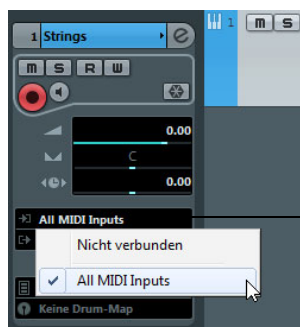 1 Strings e
1 m S
m S R W
0.00
C
0.00
All MIDI Inputs
Nicht verbunden
✓ All MIDI Inputs
Keine Drum-Map